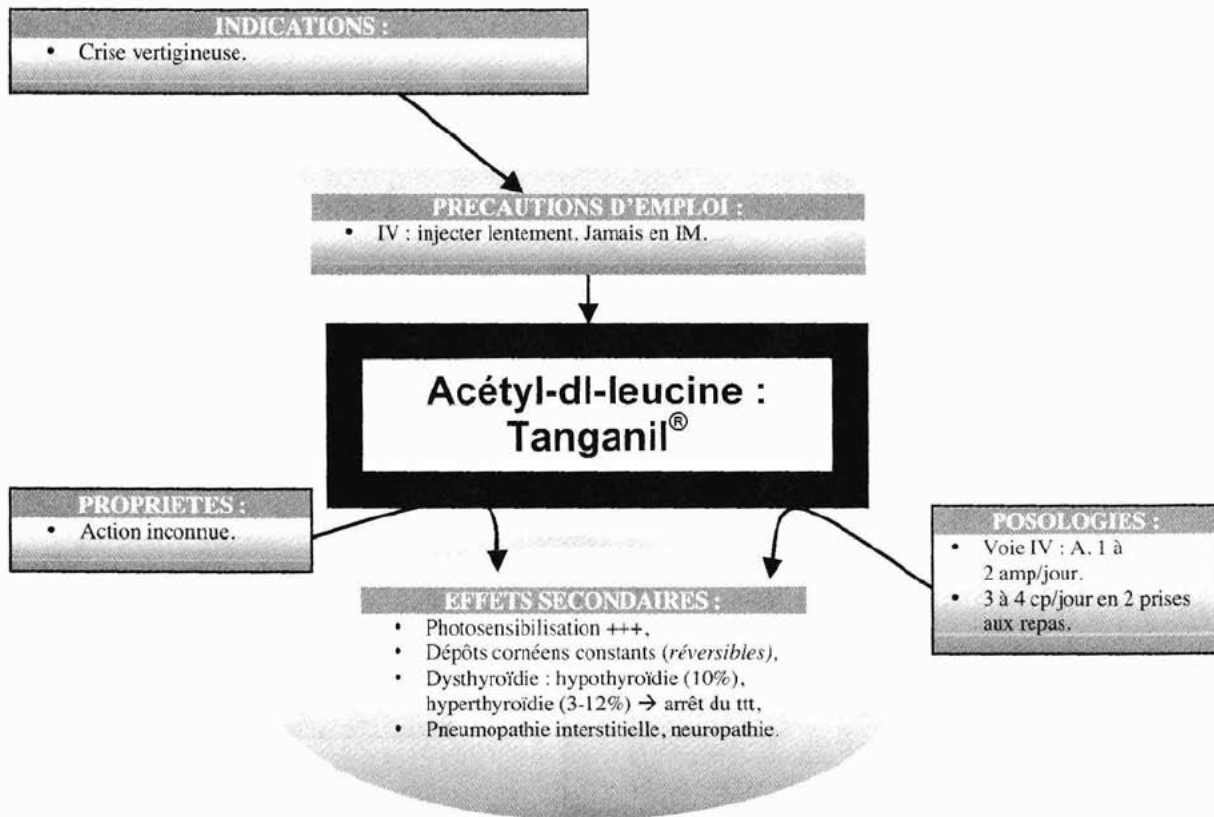 INDICATIONS :
• Crise vertigineuse.
PRECAUTIONS D'EMPLOI :
• IV : injecter lentement. Jamais en IM.
Acétyl-dl-leucine :
Tanganil®
PROPRIETES :
• Action inconnue.
POSOLOGIES :
• Voie IV : A. 1 à
2 amp/jour.
• 3 à 4 cp/jour en 2 prises
aux repas.
EFFETS SECONDAIRES :
• Photosensibilisation +++,
• Dépôts cornéens constants (réversibles),
• Dysthyroïdie : hypothyroïdie (10%),
hyperthyroïdie (3-12%) → arrêt du ttt,
• Pneumopathie interstitielle, neuropathie.